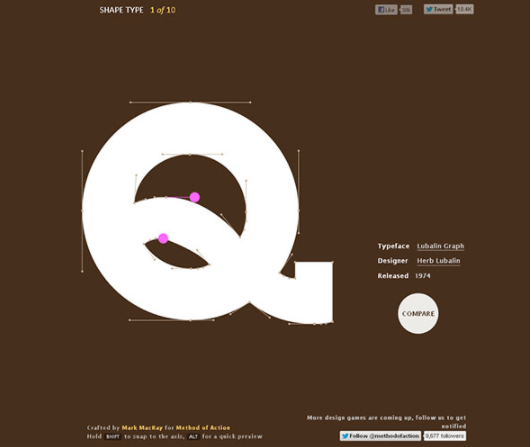 SHAPE TYPE 1 of 10
Like
Tweet 10.4K
Q
Typeface Lubalin Graph
Designer Herb Lubalin
Released 1974
COMPARE
More design games are coming up, follow us to get
notified
Crafted by Mark MacKay for Method of Action
Hold SHIFT to snap to the axis, ALT for a quick preview
Follow @methodofaction 9,677 followers